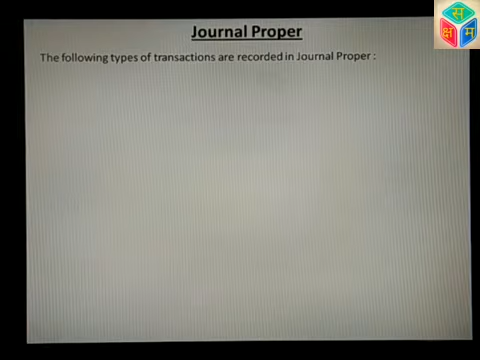 Journal Proper
The following types of transactions are recorded in Journal Proper :
स
क्ष म